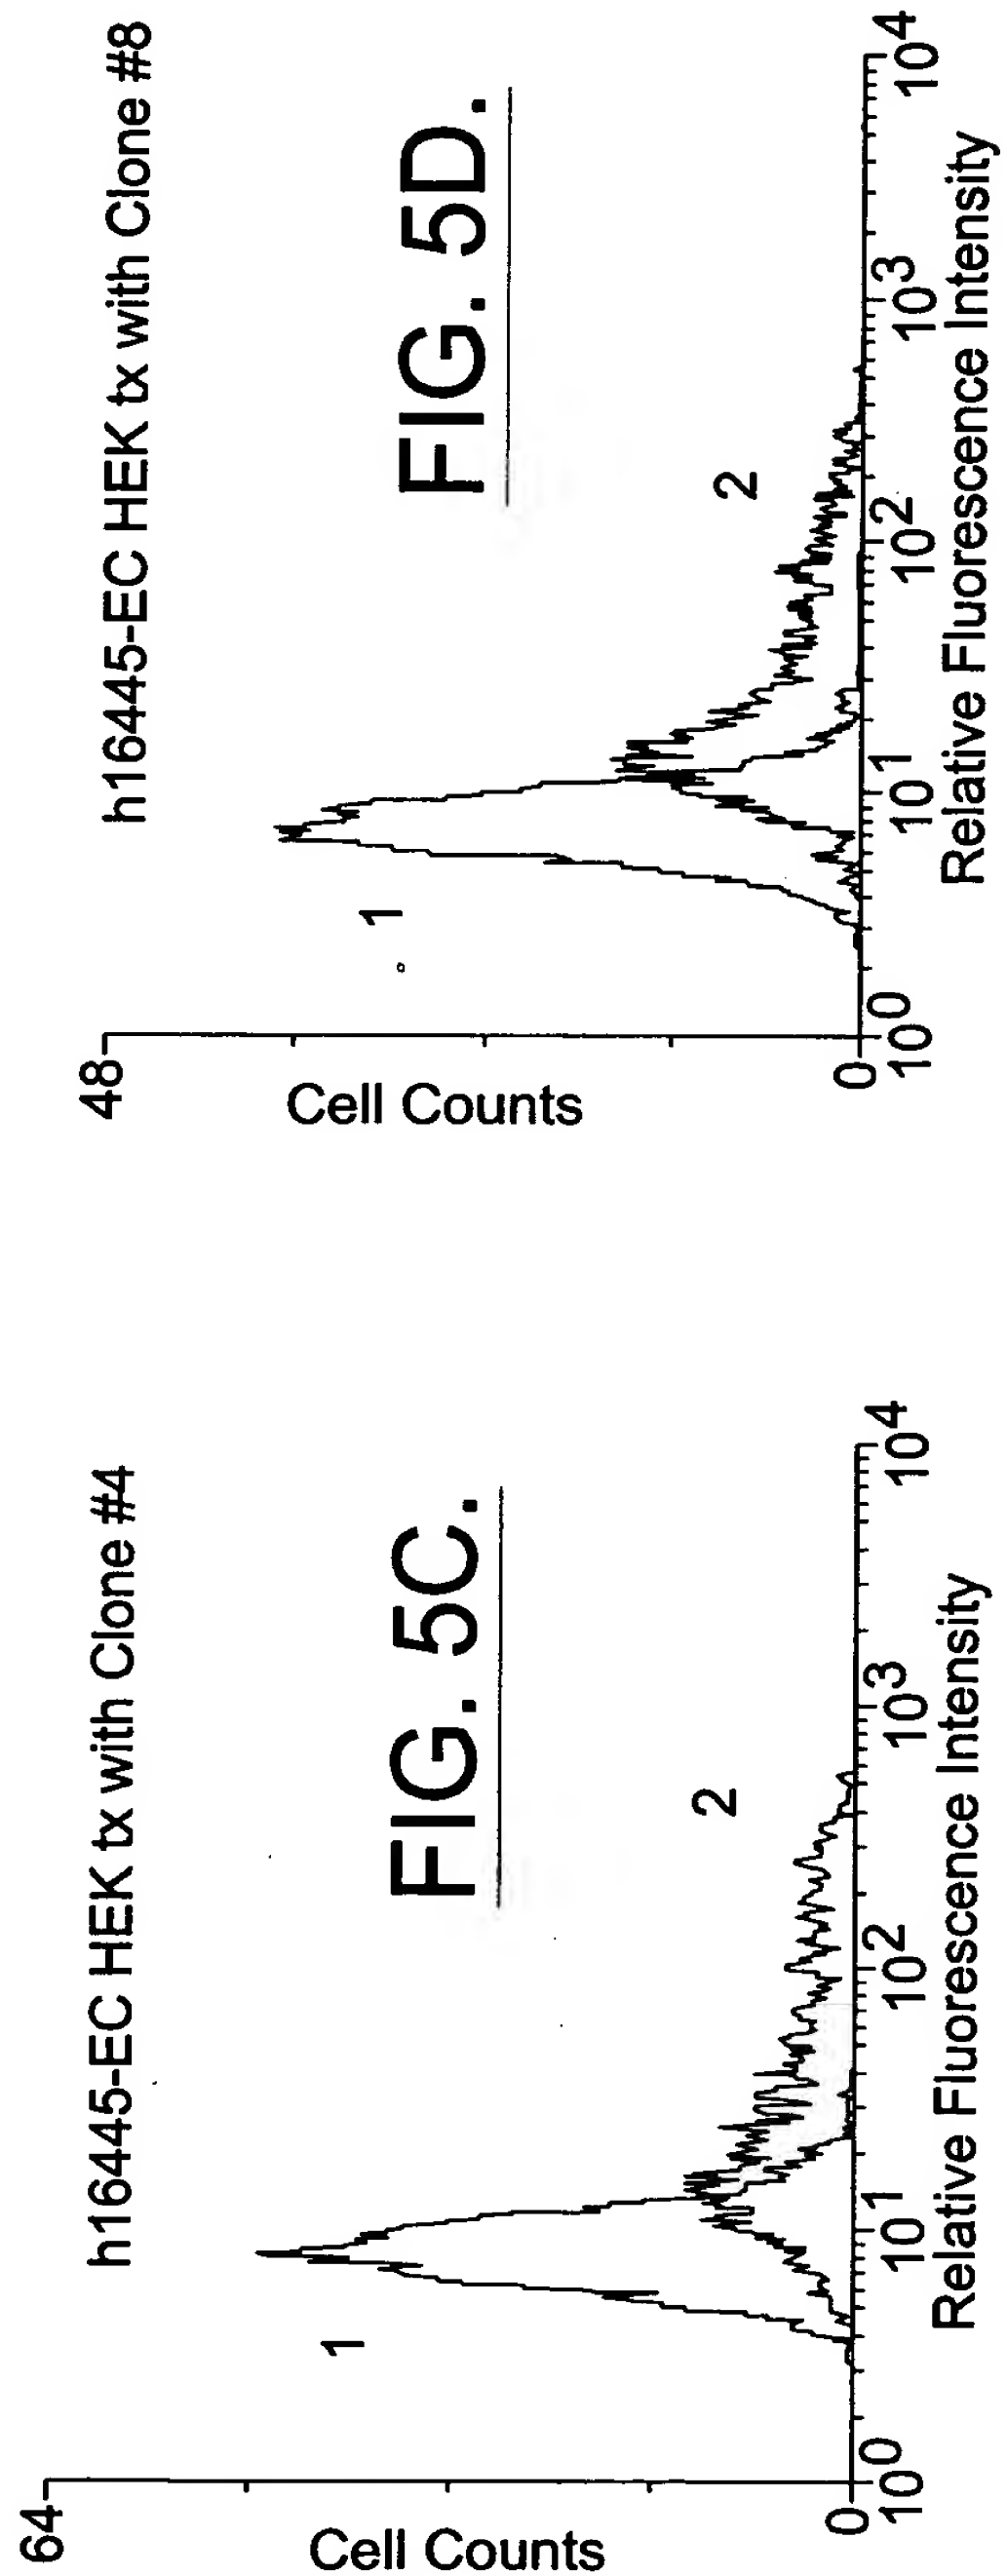 h16445-EC HEK tx with Clone #4
64
Cell Counts
0
1
2
FIG. 5C.
10^0 10^1 10^2 10^3 10^4
Relative Fluorescence Intensity
h16445-EC HEK tx with Clone #8
48
Cell Counts
0
1
2
FIG. 5D.
10^0 10^1 10^2 10^3 10^4
Relative Fluorescence Intensity